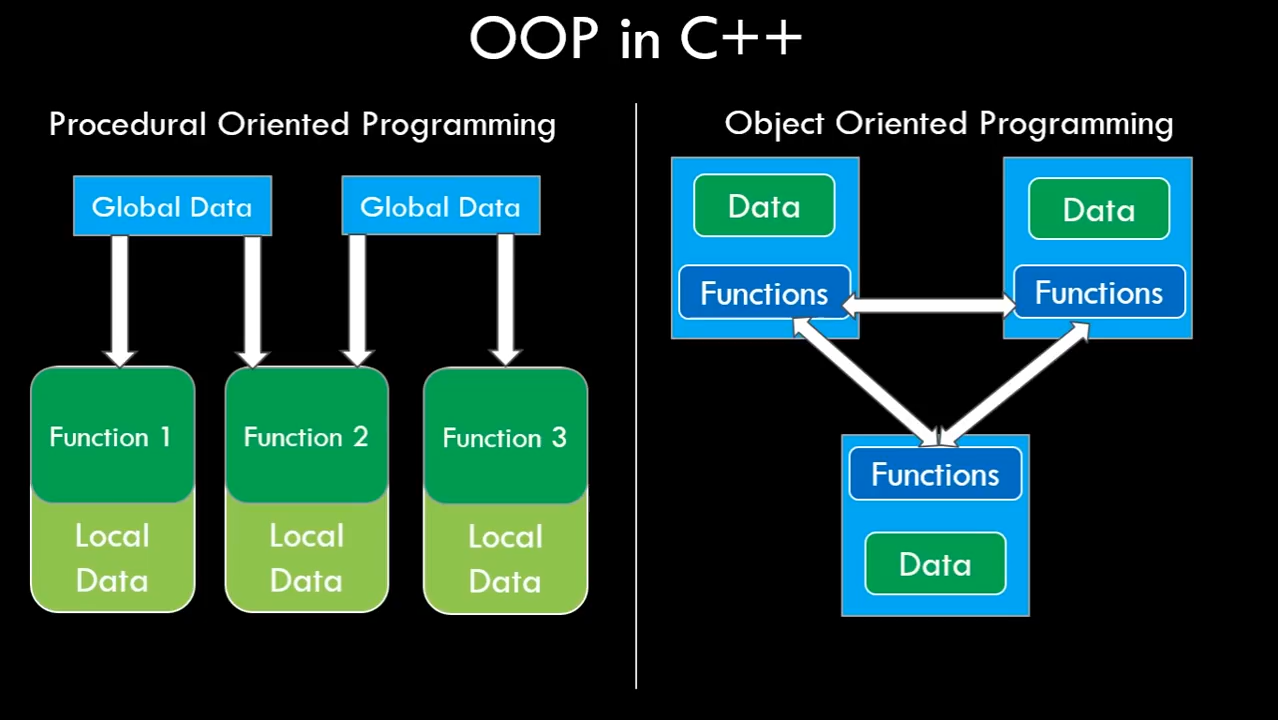 OOP in C++
Procedural Oriented Programming
Global Data
Global Data
Function 1
Function 2
Function 3
Local
Data
Local
Data
Local
Data
Object Oriented Programming
Data
Functions
Data
Functions
Functions
Data